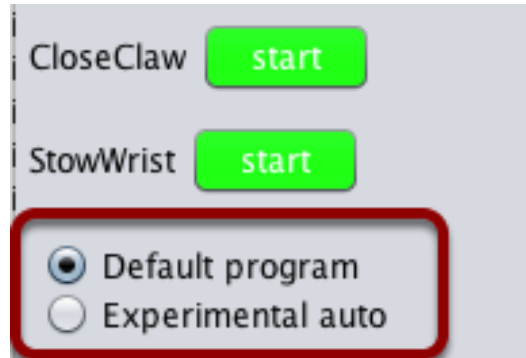 CloseClaw start
StowWrist start
Default program
Experimental auto